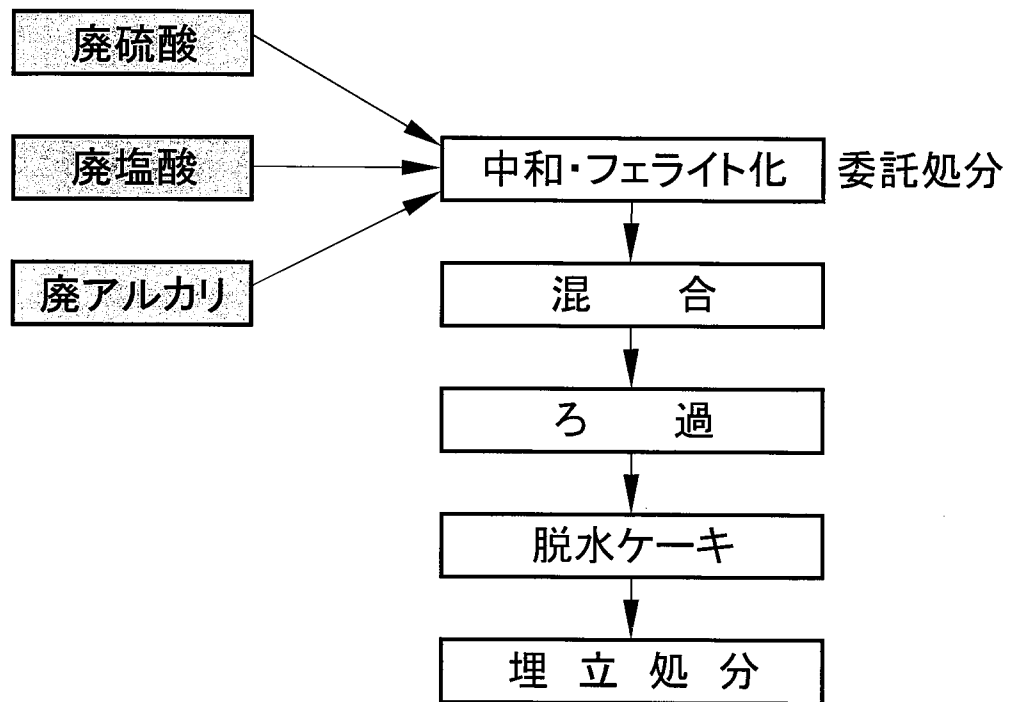 廃硫酸
廃塩酸
中和・フェライト化 委託処分
廃アルカリ
混合
ろ過
脱水ケーキ
埋立処分